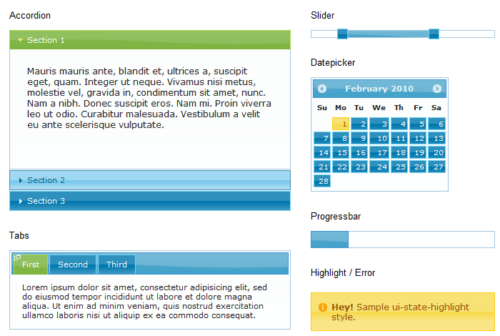 Accordion
Section 1
Mauris mauris ante, blandit et, ultrices a, suscipit
eget, quam. Integer ut neque. Vivamus nisi metus,
molestie vel, gravida in, condimentum sit amet, nunc.
Nam a nibh. Donec suscipit eros. Nam mi. Proin viverra
leo ut odio. Curabitur malesuada. Vestibulum a velit
eu ante scelerisque vulputate.
Section 2
Section 3
Tabs
First Second Third
Lorem ipsum dolor sit amet, consectetur adipisicing elit, sed
do eiusmod tempor incididunt ut labore et dolore magna
aliqua. Ut enim ad minim veniam, quis nostrud exercitation
ullamco laboris nisi ut aliquip ex ea commodo consequat.
Slider
Datepicker
February 2010
Su Mo Tu We Th Fr Sa
1 2 3 4 5 6
7 8 9 10 11 12 13
14 15 16 17 18 19 20
21 22 23 24 25 26 27
28
Progressbar
Highlight / Error
Hey! Sample ui-state-highlight
style.